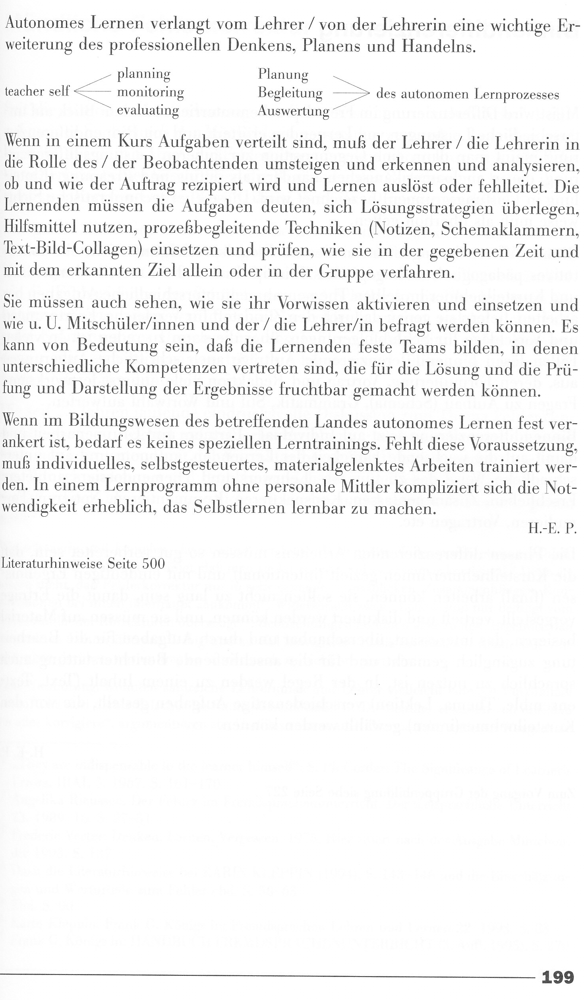 Autonomes Lernen verlangt vom Lehrer / von der Lehrerin eine wichtige Er-
weiterung des professionellen Denkens, Planens und Handelns.
planning Planung
teacher self monitoring Begleitung des autonomen Lernprozesses
evaluating Auswertung
Wenn in einem Kurs Aufgaben verteilt sind, muß der Lehrer / die Lehrerin in
die Rolle des / der Beobachtenden umsteigen und erkennen und analysieren,
ob und wie der Auftrag rezipiert wird und Lernen auslöst oder fehlleitet. Die
Lernenden müssen die Aufgaben deuten, sich Lösungsstrategien überlegen,
Hilfsmittel nutzen, prozeßbegleitende Techniken (Notizen, Schemaklammern,
Text-Bild-Collagen) einsetzen und prüfen, wie sie in der gegebenen Zeit und
mit dem erkannten Ziel allein oder in der Gruppe verfahren.
Sie müssen auch sehen, wie sie ihr Vorwissen aktivieren und einsetzen und
wie u. U. Mitschüler/innen und der / die Lehrer/in befragt werden können. Es
kann von Bedeutung sein, daß die Lernenden feste Teams bilden, in denen
unterschiedliche Kompetenzen vertreten sind, die für die Lösung und die Prü-
fung und Darstellung der Ergebnisse fruchtbar gemacht werden können.
Wenn im Bildungswesen des betreffenden Landes autonomes Lernen fest ver-
ankert ist, bedarf es keines speziellen Lerntrainings. Fehlt diese Voraussetzung,
muß individuelles, selbstgesteuertes, materialgelenktes Arbeiten trainiert wer-
den. In einem Lernprogramm ohne personale Mittler kompliziert sich die Not-
wendigkeit erheblich, das Selbstlernen lernbar zu machen.
H.-E. P.
Literaturhinweise Seite 500
199